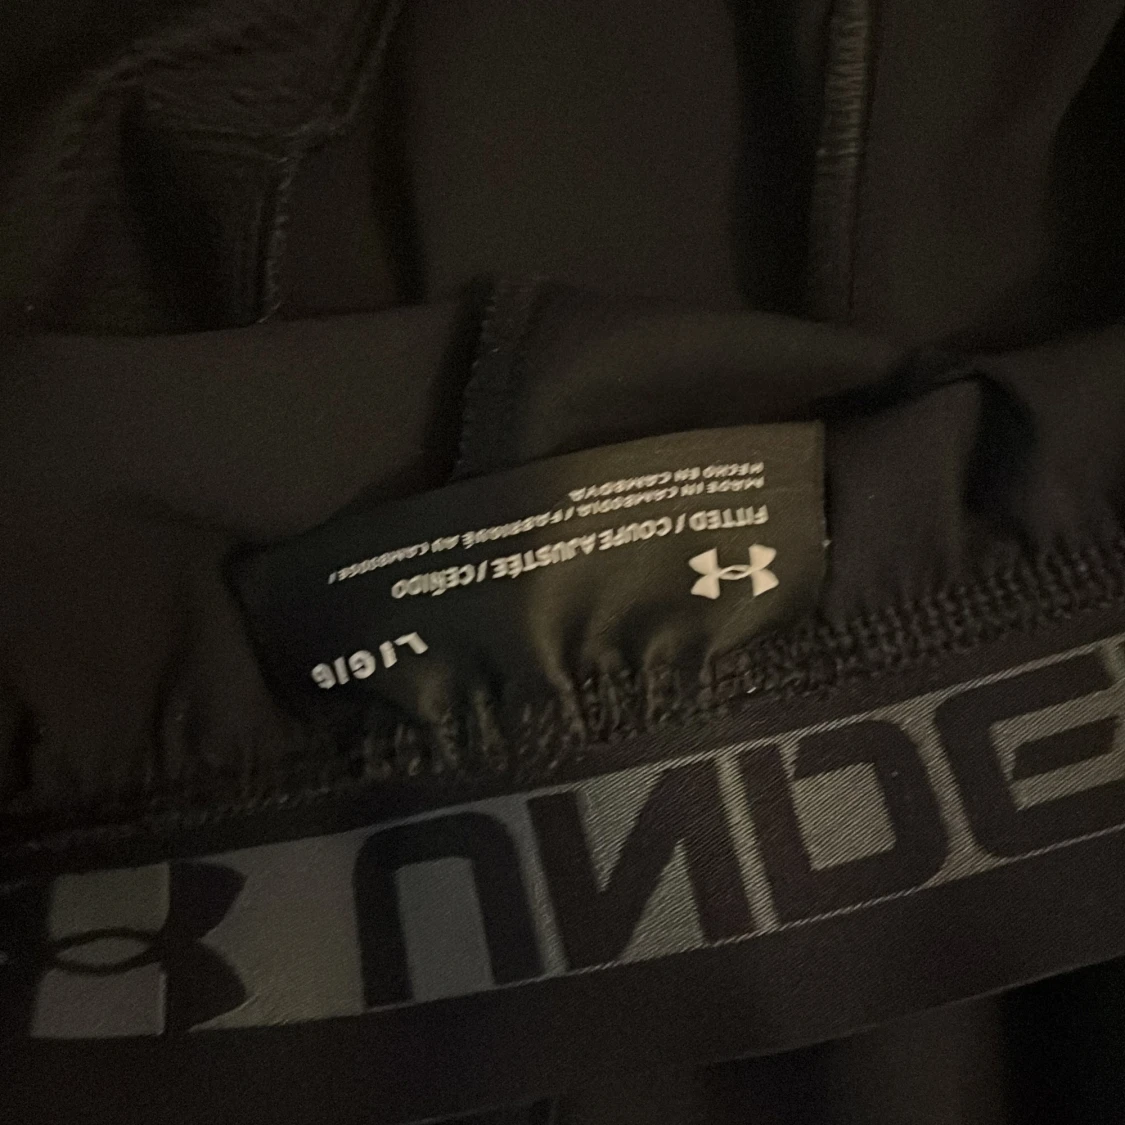 L I G I G
FITTED / COUPE AJUSTÉE / CEÑIDO
MADE IN CAMBODIA / FABRIQUÉ AU CAMBODGE /
HECHO EN CAMBOYA
UNDE